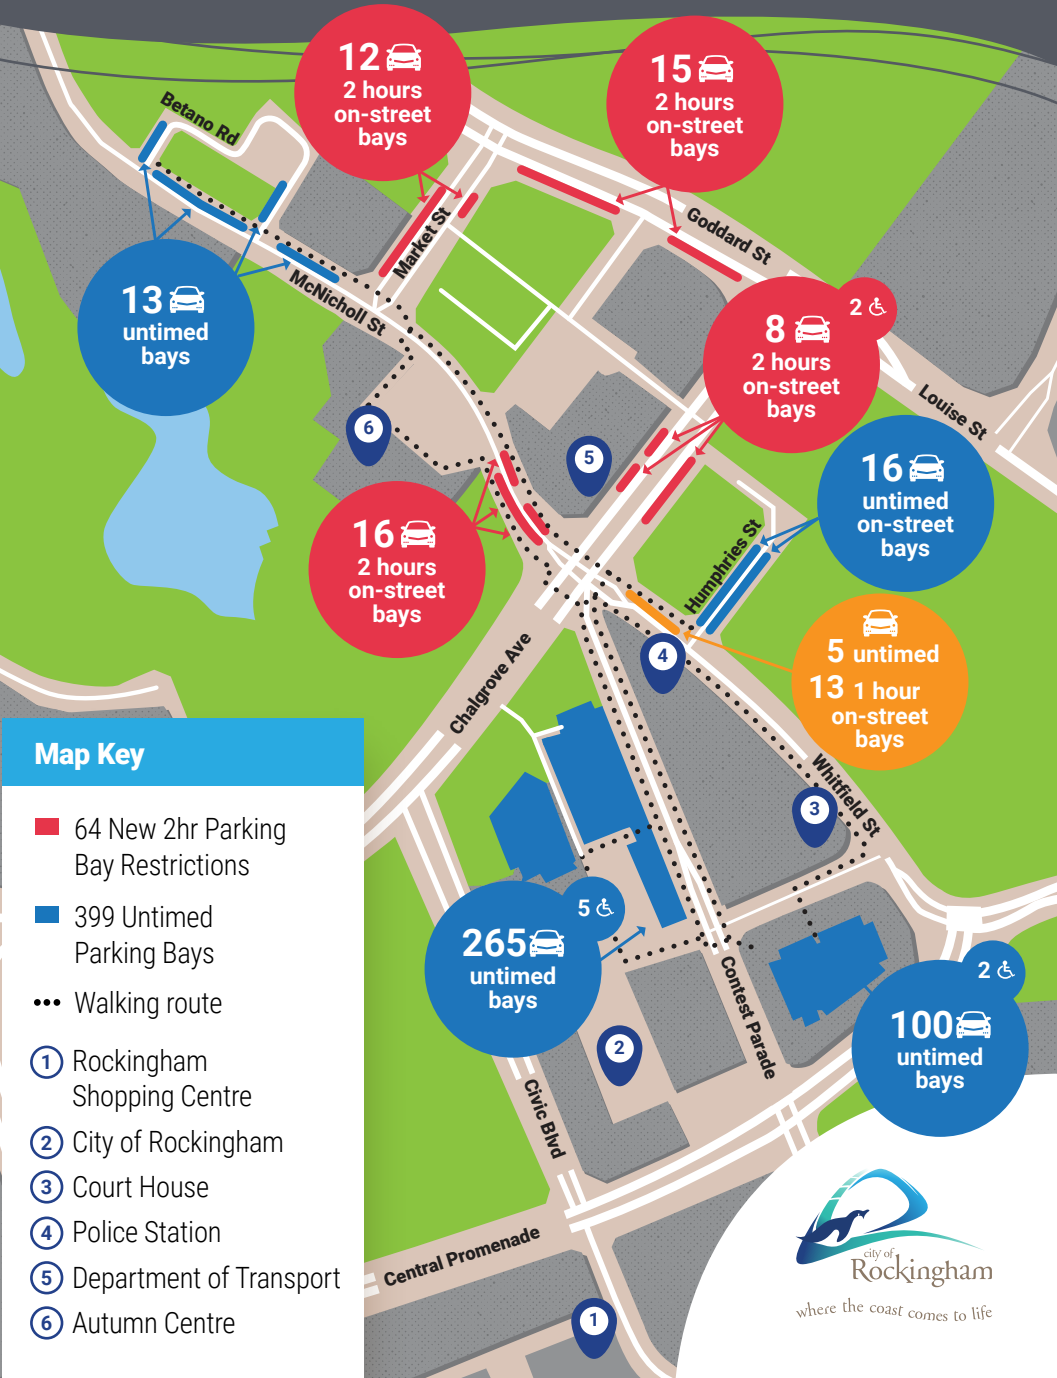 12
2 hours
on-street
bays
15
2 hours
on-street
bays
Betano Rd
Market St
Goddard St
13
untimed
bays
McNicholl St
2
8
2 hours
on-street
bays
Louise St
6
5
16
untimed
on-street
bays
16
2 hours
on-street
bays
Humphries St
5 untimed
13 1 hour
on-street
bays
4
Chalgrove Ave
Whitfield St
3
5
265
untimed
bays
Contest Parade
2
100
untimed
bays
2
Civic Blvd
Central Promenade
1
Map Key
64 New 2hr Parking
Bay Restrictions
399 Untimed
Parking Bays
Walking route
1 Rockingham
Shopping Centre
2 City of Rockingham
3 Court House
4 Police Station
5 Department of Transport
6 Autumn Centre
city of
Rockingham
where the coast comes to life